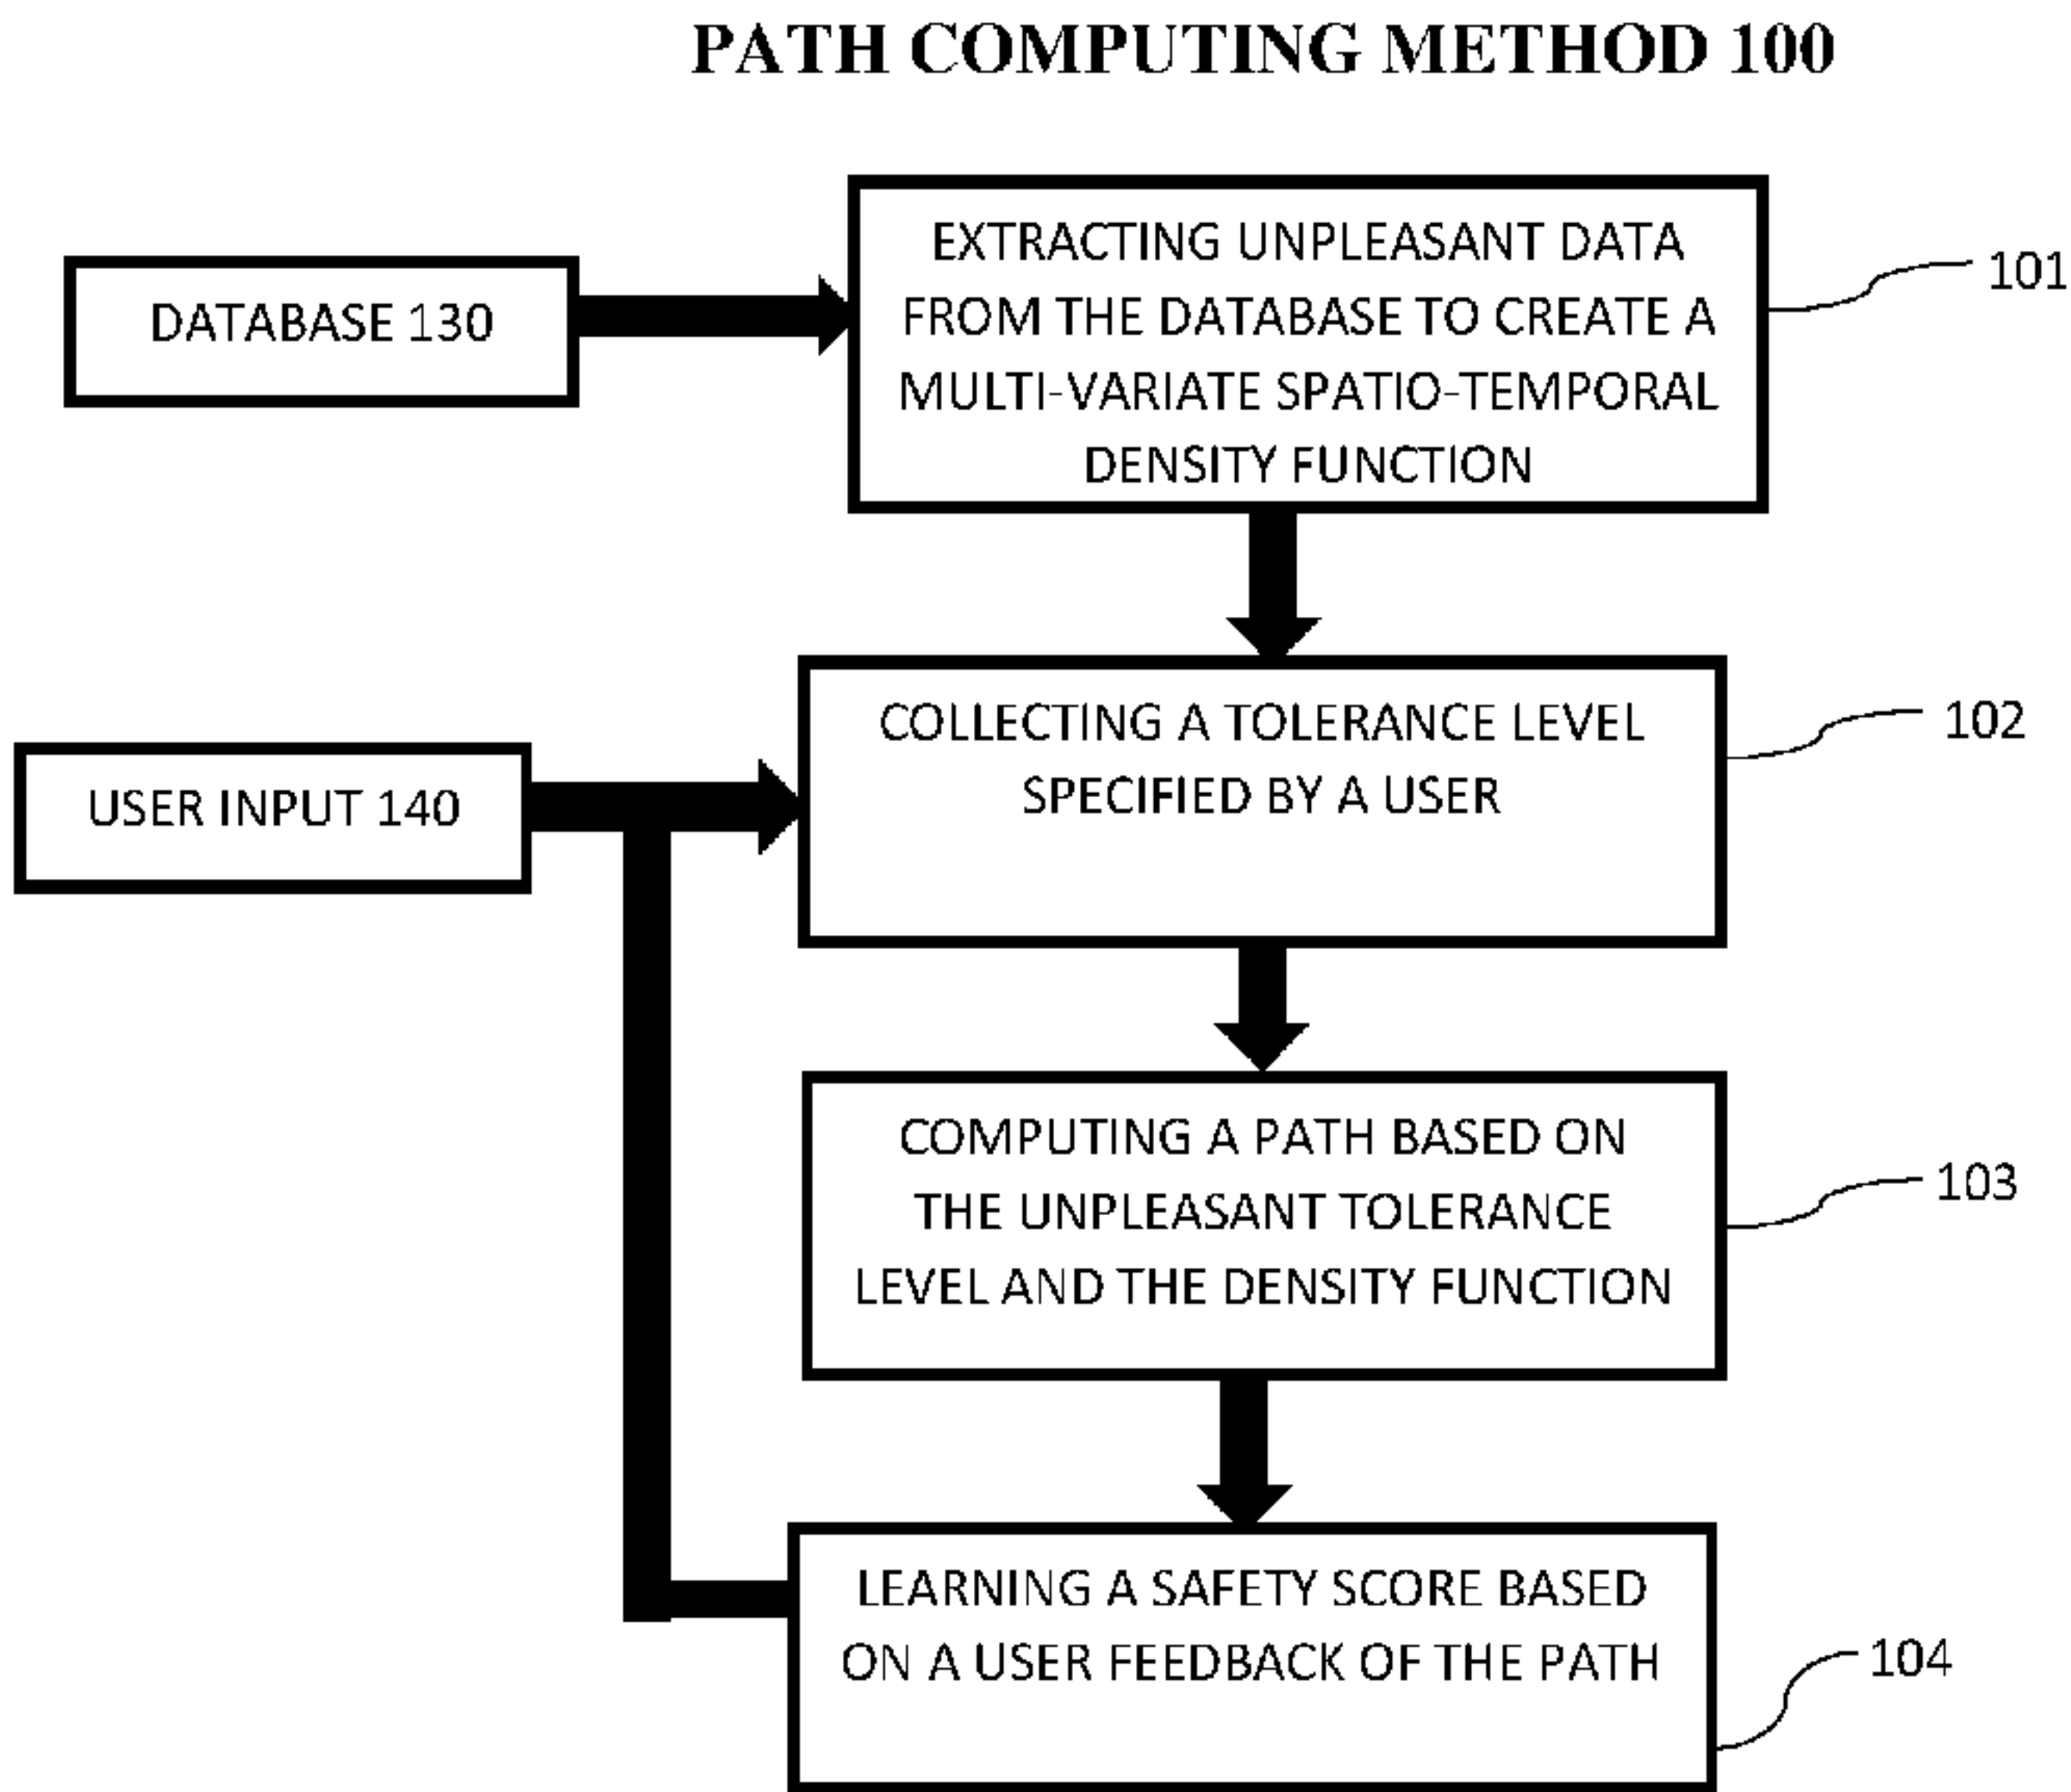 PATH COMPUTING METHOD 100
DATABASE 130
EXTRACTING UNPLEASANT DATA
FROM THE DATABASE TO CREATE A
MULTI-VARIATE SPATIO-TEMPORAL
DENSITY FUNCTION
101
USER INPUT 140
COLLECTING A TOLERANCE LEVEL
SPECIFIED BY A USER
102
COMPUTING A PATH BASED ON
THE UNPLEASANT TOLERANCE
LEVEL AND THE DENSITY FUNCTION
103
LEARNING A SAFETY SCORE BASED
ON A USER FEEDBACK OF THE PATH
104